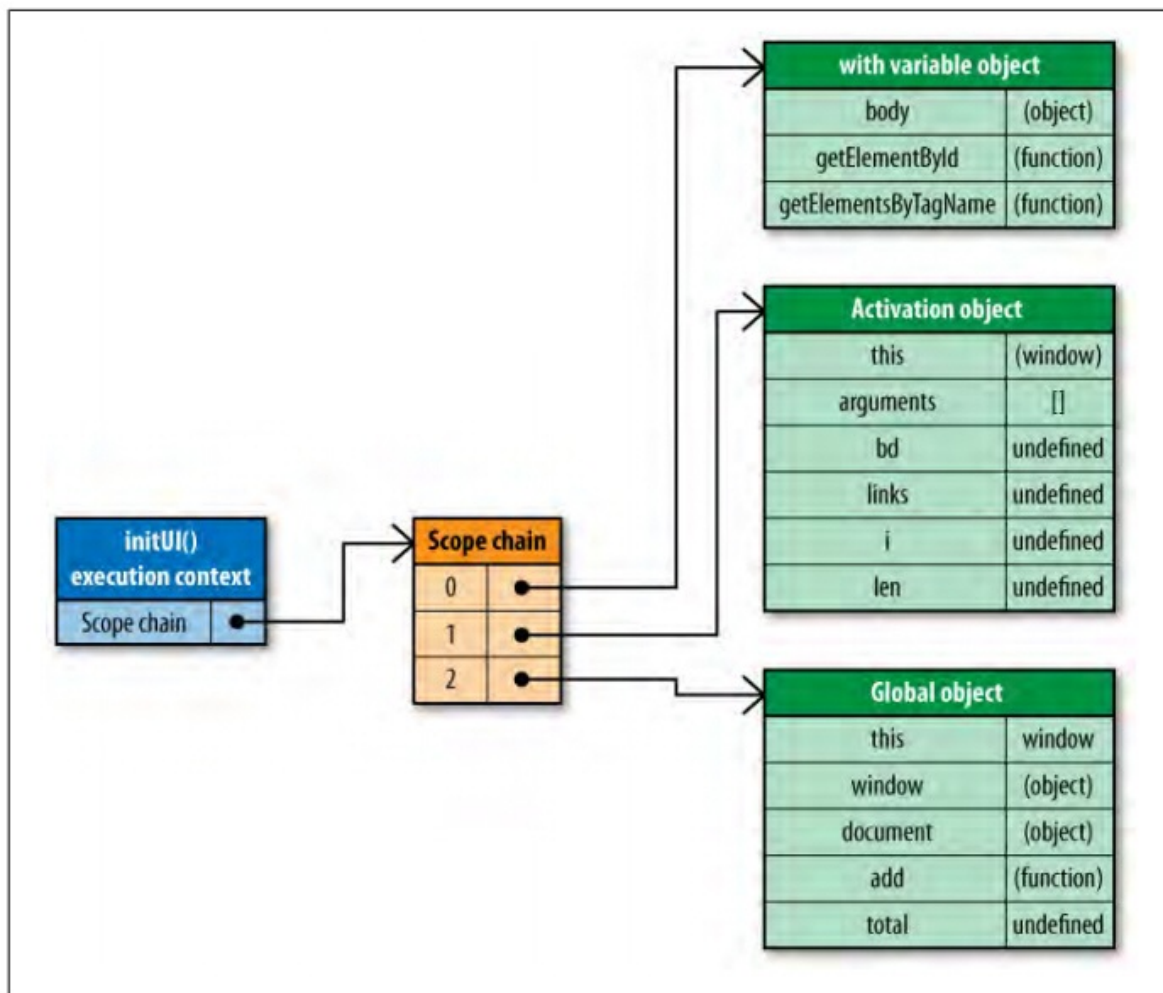 with variable object
body (object)
getElementById (function)
getElementsByTagName (function)
Activation object
this (window)
arguments []
bd undefined
links undefined
i undefined
len undefined
initUI()
execution context
Scope chain
Scope chain
0
1
2
Global object
this window
window (object)
document (object)
add (function)
total undefined